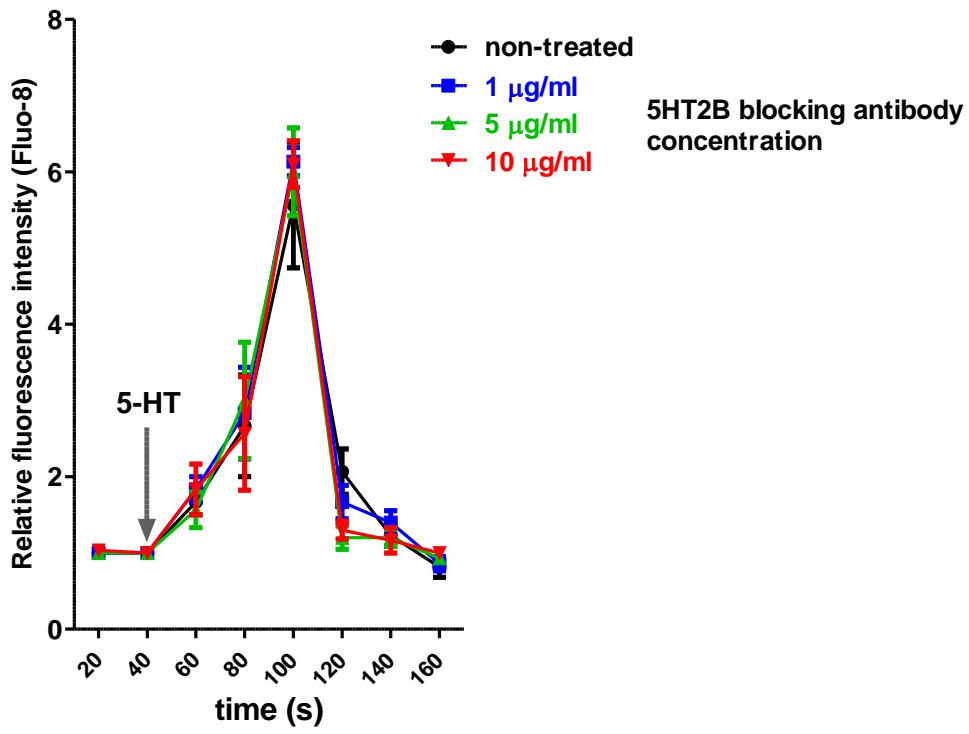 8
6
4
2
0
Relative fluorescence intensity (Fluo-8)
5-HT
non-treated
1 μg/ml
5 μg/ml
10 μg/ml
5HT2B blocking antibody
concentration
20
40
60
80
100
120
140
160
time (s)